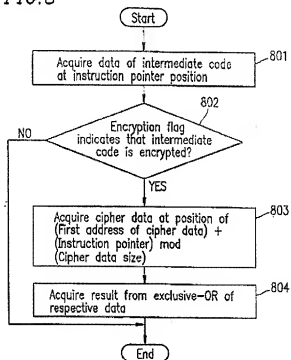 Start
Acquire data of intermediate code
at instruction pointer position
801
802
Encryption flag
indicates that intermediate
code is encrypted?
NO
YES
Acquire cipher data at position of
(First address of cipher data) +
(Instruction pointer) mod
(Cipher data size)
803
Acquire result from exclusive-OR of
respective data
804
End